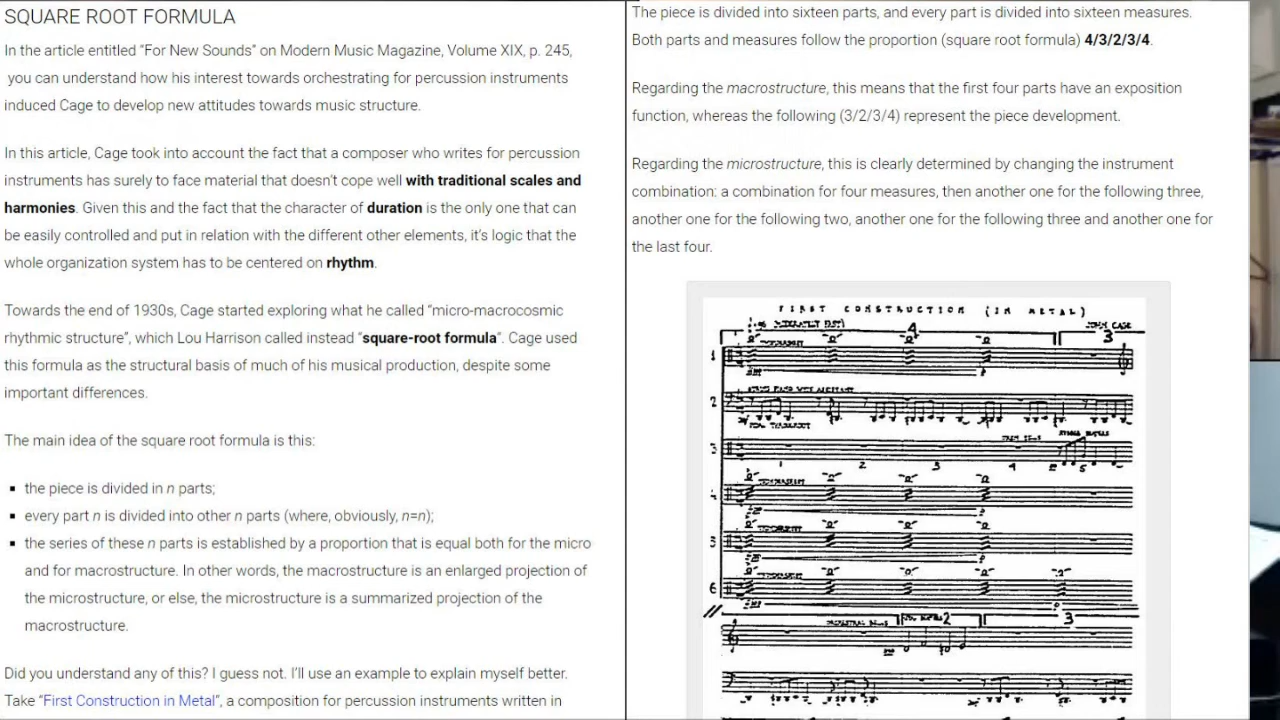 SQUARE ROOT FORMULA
In the article entitled “For New Sounds” on Modern Music Magazine, Volume XIX, p. 245,
you can understand how his interest towards orchestrating for percussion instruments
induced Cage to develop new attitudes towards music structure.
In this article, Cage took into account the fact that a composer who writes for percussion
instruments has surely to face material that doesn't cope well with traditional scales and
harmonies. Given this and the fact that the character of duration is the only one that can
be easily controlled and put in relation with the different other elements, it's logic that the
whole organization system has to be centered on rhythm.
Towards the end of 1930s, Cage started exploring what he called “micro-macrocosmic
rhythmic structure”, which Lou Harrison called instead “square-root formula“. Cage used
this formula as the structural basis of much of his musical production, despite some
important differences.
The main idea of the square root formula is this:
the piece is divided in n parts;
every part n is divided into other n parts (where, obviously, n=n);
the series of these n parts is established by a proportion that is equal both for the micro
and for macrostructure. In other words, the macrostructure is an enlarged projection of
microstructure, or else, the microstructure is a summarized projection of the
macrostructure.
Did you understand any of this? I guess not. I'll use an example to explain myself better.
Take “First Construction in Metal”, a composition for percussion instruments written in
The piece is divided into sixteen parts, and every part is divided into sixteen measures.
Both parts and measures follow the proportion (square root formula) 4/3/2/3/4.
Regarding the macrostructure, this means that the first four parts have an exposition
function, whereas the following (3/2/3/4) represent the piece development.
Regarding the microstructure, this is clearly determined by changing the instrument
combination: a combination for four measures, then another one for the following three,
another one for the following two, another one for the following three and another one for
the last four.
FIRST CONSTRUCTION (IN METAL)
MODERATELY FAST
4
JOHN CAGE
3
1
2
3
1 2 3 4 5
6
ORCHESTRAL BELLS
2
3